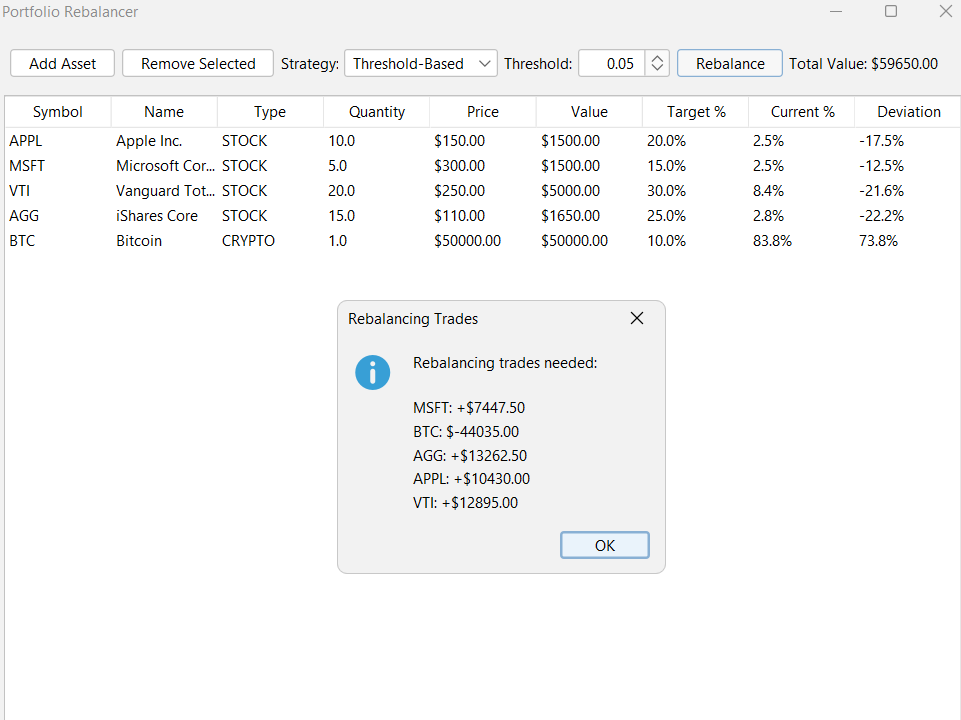 Portfolio Rebalancer
Add Asset Remove Selected Strategy: Threshold-Based Threshold: 0.05 Rebalance Total Value: $59650.00
Symbol Name Type Quantity Price Value Target % Current % Deviation
APPL Apple Inc. STOCK 10.0 $150.00 $1500.00 20.0% 2.5% -17.5%
MSFT Microsoft Cor... STOCK 5.0 $300.00 $1500.00 15.0% 2.5% -12.5%
VTI Vanguard Tot... STOCK 20.0 $250.00 $5000.00 30.0% 8.4% -21.6%
AGG iShares Core STOCK 15.0 $110.00 $1650.00 25.0% 2.8% -22.2%
BTC Bitcoin CRYPTO 1.0 $50000.00 $50000.00 10.0% 83.8% 73.8%
Rebalancing Trades
Rebalancing trades needed:
MSFT: +$7447.50
BTC: $-44035.00
AGG: +$13262.50
APPL: +$10430.00
VTI: +$12895.00
OK